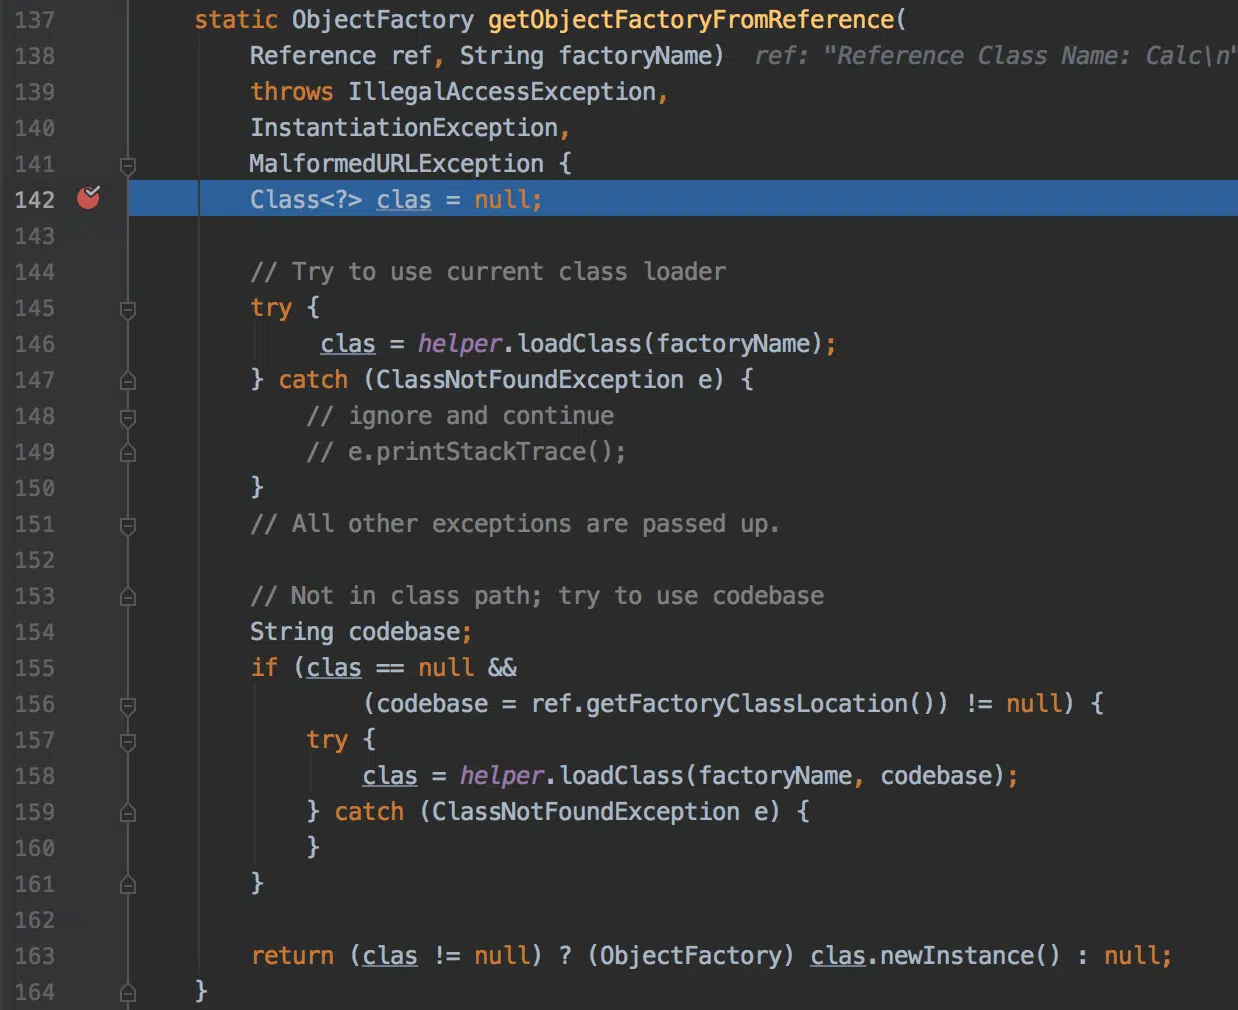 137 static ObjectFactory getObjectFactoryFromReference(
138 Reference ref, String factoryName) ref: "Reference Class Name: Calc\n"
139 throws IllegalAccessException,
140 InstantiationException,
141 MalformedURLException {
142 Class<?> clas = null;
143
144 // Try to use current class loader
145 try {
146 clas = helper.loadClass(factoryName);
147 } catch (ClassNotFoundException e) {
148 // ignore and continue
149 // e.printStackTrace();
150 }
151 // All other exceptions are passed up.
152
153 // Not in class path; try to use codebase
154 String codebase;
155 if (clas == null &&
156 (codebase = ref.getFactoryClassLocation()) != null) {
157 try {
158 clas = helper.loadClass(factoryName, codebase);
159 } catch (ClassNotFoundException e) {
160 }
161 }
162
163 return (clas != null) ? (ObjectFactory) clas.newInstance() : null;
164 }